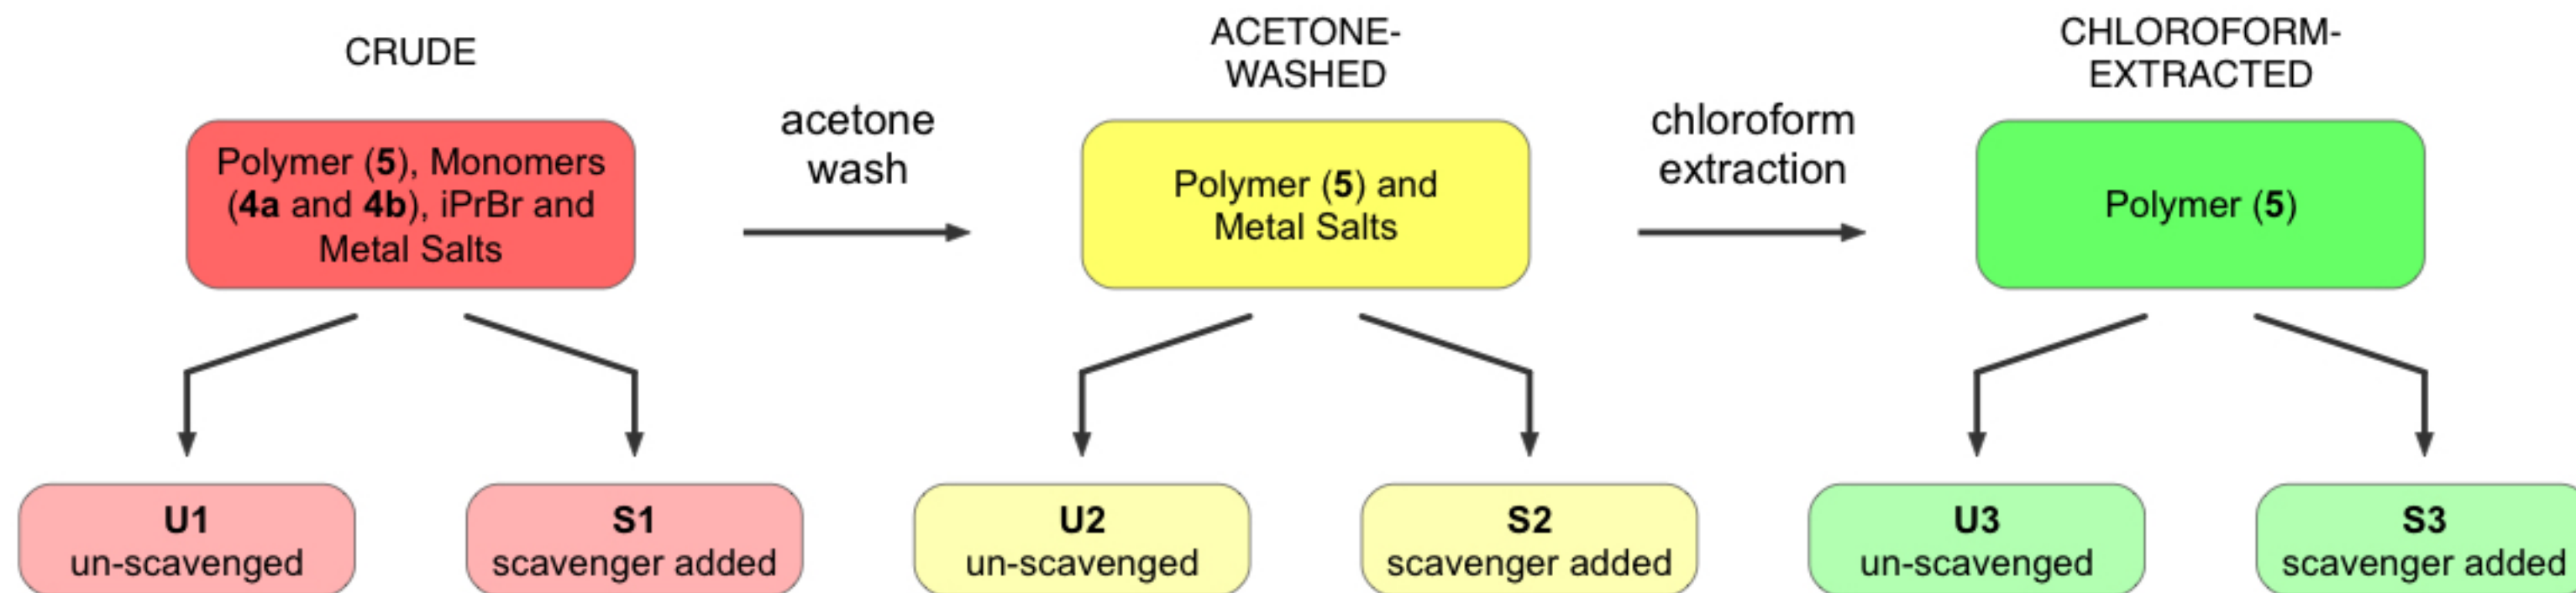 CRUDE
Polymer (5), Monomers
(4a and 4b), iPrBr and
Metal Salts
acetone
wash
ACETONE-
WASHED
Polymer (5) and
Metal Salts
chloroform
extraction
CHLOROFORM-
EXTRACTED
Polymer (5)
U1
un-scavenged
S1
scavenger added
U2
un-scavenged
S2
scavenger added
U3
un-scavenged
S3
scavenger added